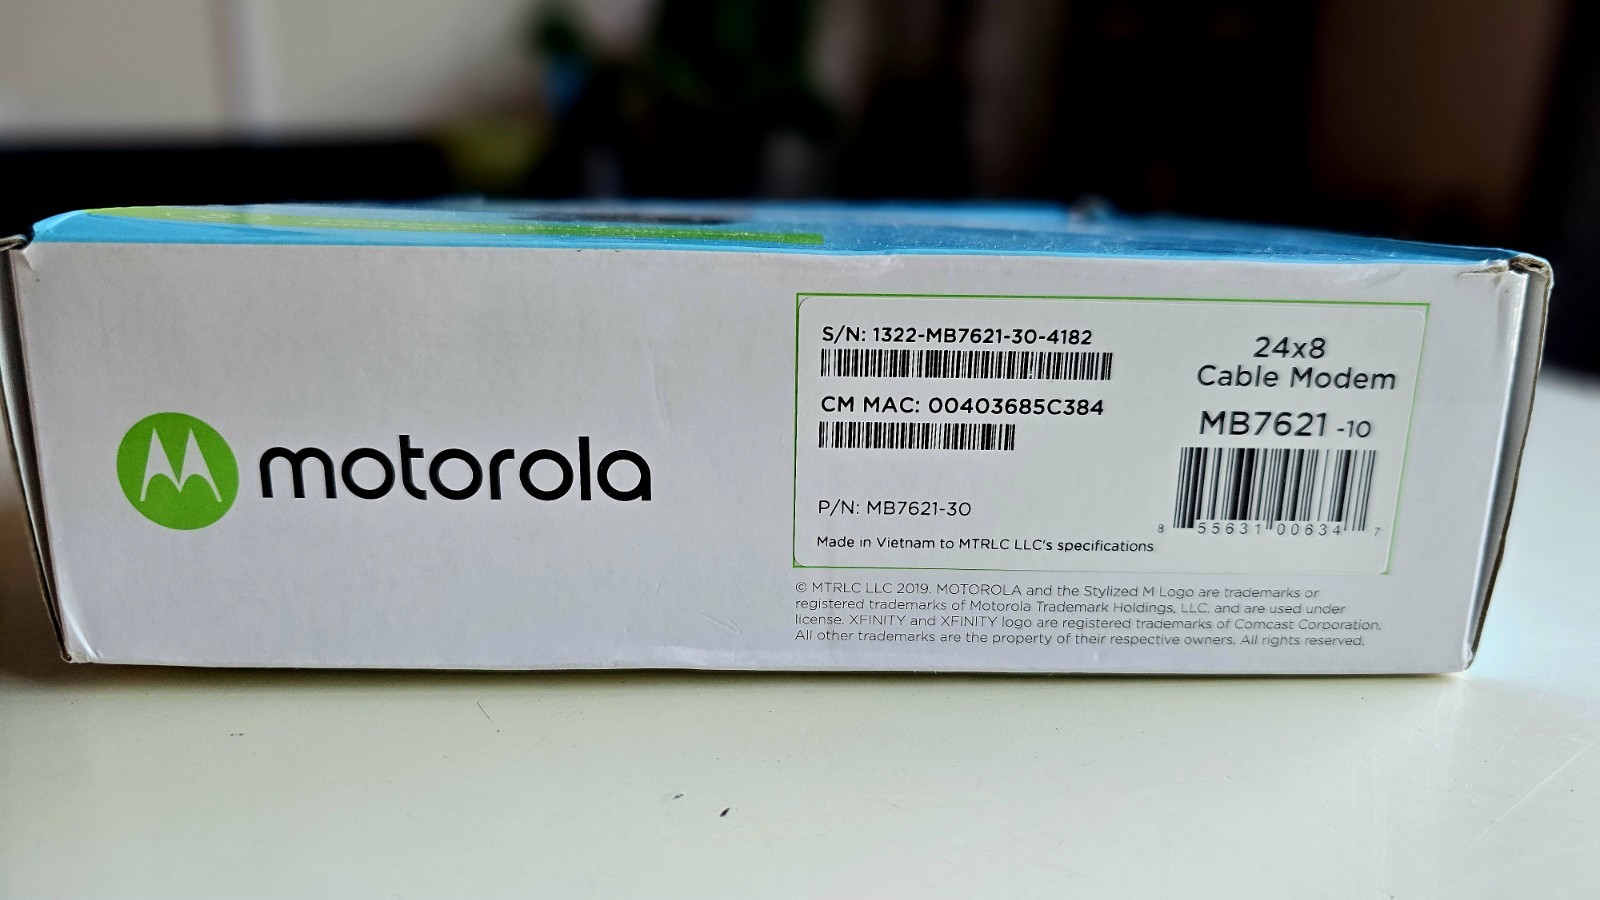 motorola
S/N: 1322-MB7621-30-4182
CM MAC: 00403685C384
P/N: MB7621-30
Made in Vietnam to MTRLC LLC's specifications
24x8
Cable Modem
MB7621 -10
8 55631 00634 7
© MTRLC LLC 2019. MOTOROLA and the Stylized M Logo are trademarks or
registered trademarks of Motorola Trademark Holdings, LLC. and are used under
license. XFINITY and XFINITY logo are registered trademarks of Comcast Corporation.
All other trademarks are the property of their respective owners. All rights reserved.